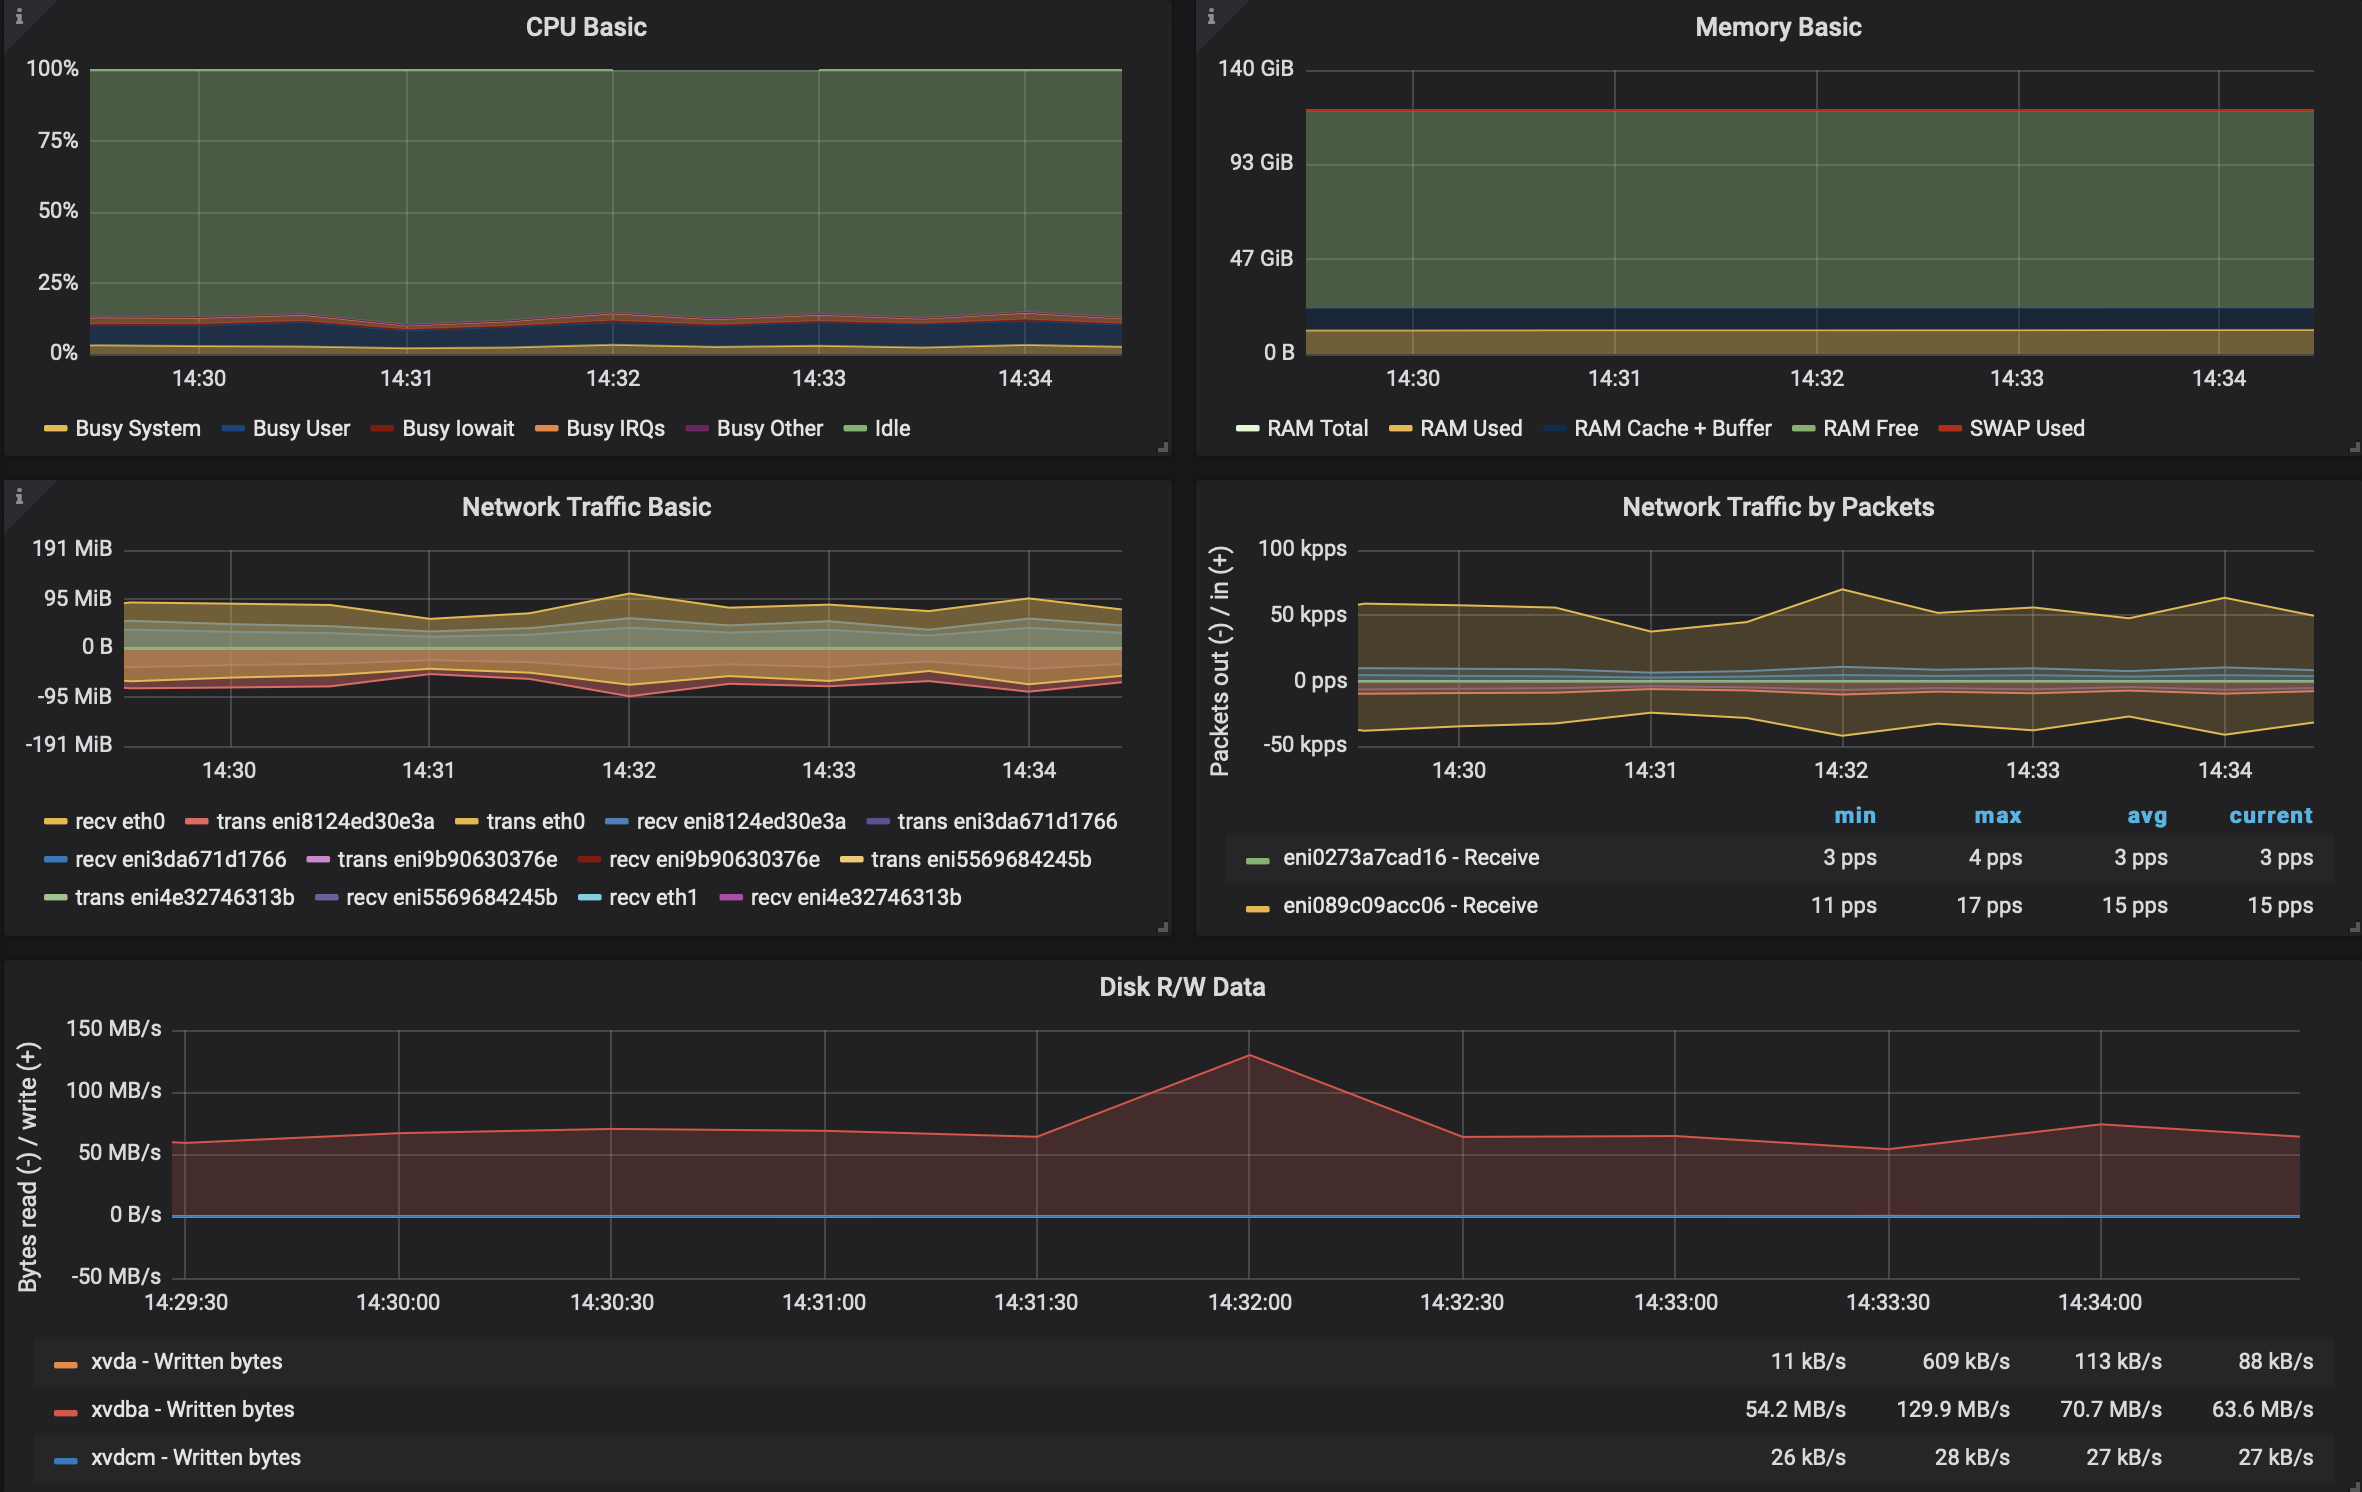 CPU Basic
100%
75%
50%
25%
0%
14:30 14:31 14:32 14:33 14:34
Busy System Busy User Busy Iowait Busy IRQs Busy Other Idle
Memory Basic
140 GiB
93 GiB
47 GiB
0 B
14:30 14:31 14:32 14:33 14:34
RAM Total RAM Used RAM Cache + Buffer RAM Free SWAP Used
Network Traffic Basic
191 MiB
95 MiB
0 B
-95 MiB
-191 MiB
14:30 14:31 14:32 14:33 14:34
recv eth0 trans eni8124ed30e3a trans eth0 recv eni8124ed30e3a trans eni3da671d1766
recv eni3da671d1766 trans eni9b90630376e recv eni9b90630376e trans eni5569684245b
trans eni4e32746313b recv eni5569684245b recv eth1 recv eni4e32746313b
Network Traffic by Packets
Packets out (-) / in (+)
100 kpps
50 kpps
0 pps
-50 kpps
14:30 14:31 14:32 14:33 14:34
min max avg current
eni0273a7cad16 - Receive 3 pps 4 pps 3 pps 3 pps
eni089c09acc06 - Receive 11 pps 17 pps 15 pps 15 pps
Disk R/W Data
Bytes read (-) / write (+)
150 MB/s
100 MB/s
50 MB/s
0 B/s
-50 MB/s
14:29:30 14:30:00 14:30:30 14:31:00 14:31:30 14:32:00 14:32:30 14:33:00 14:33:30 14:34:00
xvda - Written bytes 11 kB/s 609 kB/s 113 kB/s 88 kB/s
xvdba - Written bytes 54.2 MB/s 129.9 MB/s 70.7 MB/s 63.6 MB/s
xvdcm - Written bytes 26 kB/s 28 kB/s 27 kB/s 27 kB/s